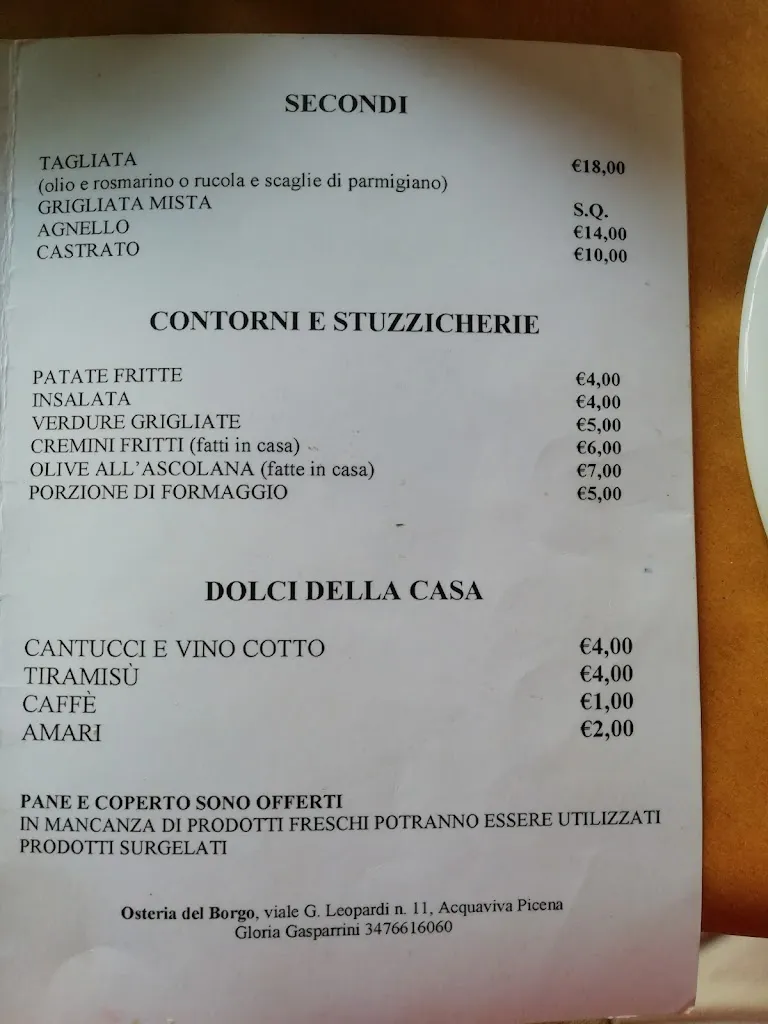 SECONDI
TAGLIATA €18,00
(olio e rosmarino o rucola e scaglie di parmigiano)
GRIGLIATA MISTA S.Q.
AGNELLO €14,00
CASTRATO €10,00
CONTORNI E STUZZICHERIE
PATATE FRITTE €4,00
INSALATA €4,00
VERDURE GRIGLIATE €5,00
CREMINI FRITTI (fatti in casa) €6,00
OLIVE ALL'ASCOLANA (fatte in casa) €7,00
PORZIONE DI FORMAGGIO €5,00
DOLCI DELLA CASA
CANTUCCI E VINO COTTO €4,00
TIRAMISÙ €4,00
CAFFÈ €1,00
AMARI €2,00
PANE E COPERTO SONO OFFERTI
IN MANCANZA DI PRODOTTI FRESCHI POTRANNO ESSERE UTILIZZATI
PRODOTTI SURGELATI
Osteria del Borgo, viale G. Leopardi n. 11, Acquaviva Picena
Gloria Gasparrini 3476616060